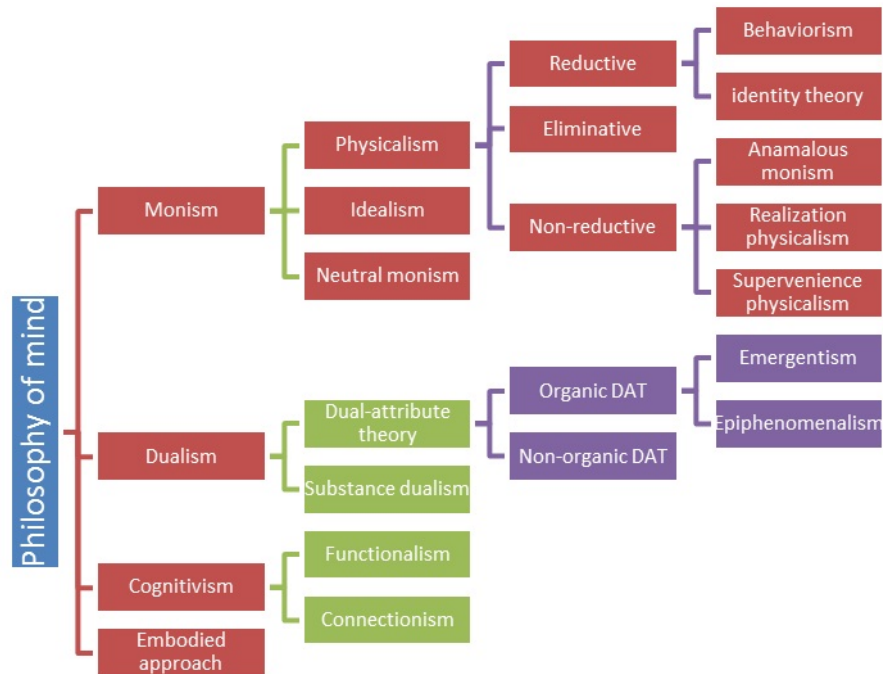 Philosophy of mind
Monism
Physicalism
Reductive
Behaviorism
identity theory
Eliminative
Non-reductive
Anamalous
monism
Realization
physicalism
Supervenience
physicalism
Idealism
Neutral monism
Dualism
Dual-attribute
theory
Organic DAT
Emergentism
Epiphenomenalism
Non-organic DAT
Substance dualism
Cognitivism
Functionalism
Connectionism
Embodied
approach